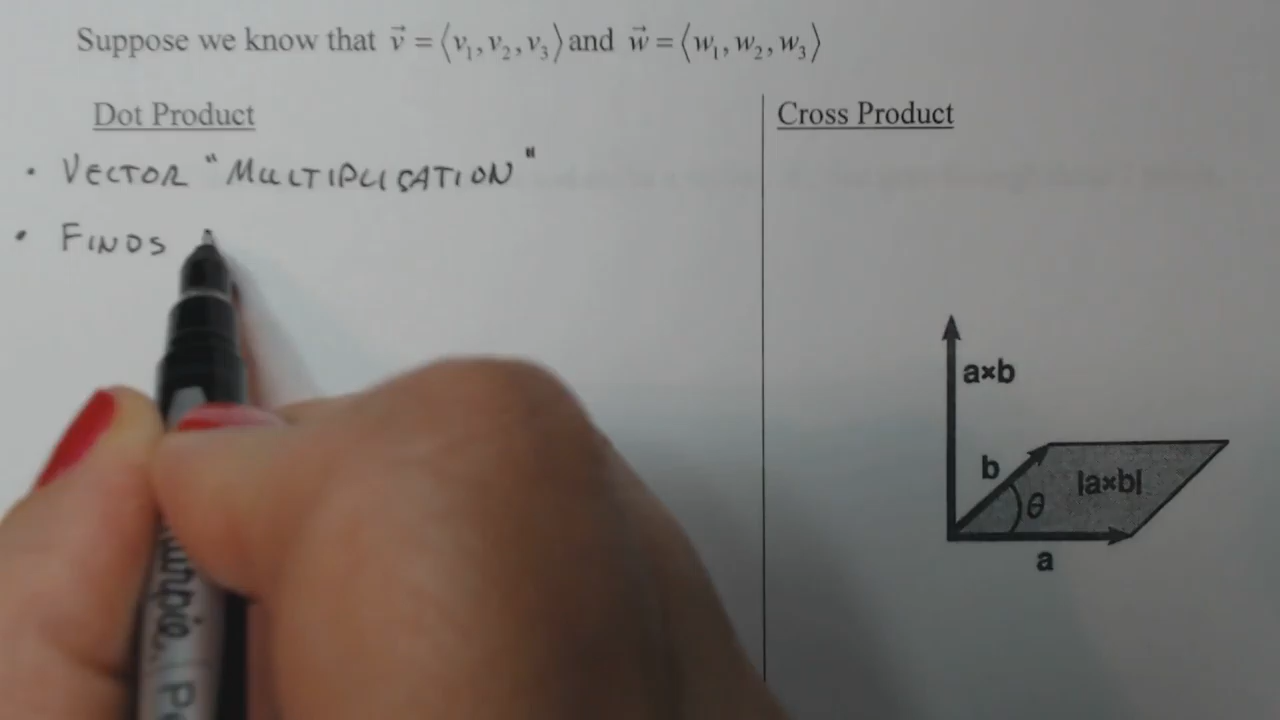 Suppose we know that v⃗ = ⟨v₁, v₂, v₃⟩ and w⃗ = ⟨w₁, w₂, w₃⟩
Dot Product
• VECTOR "MULTIPLICATION"
• FINDS
Cross Product
a×b
b
θ
|a×b|
a